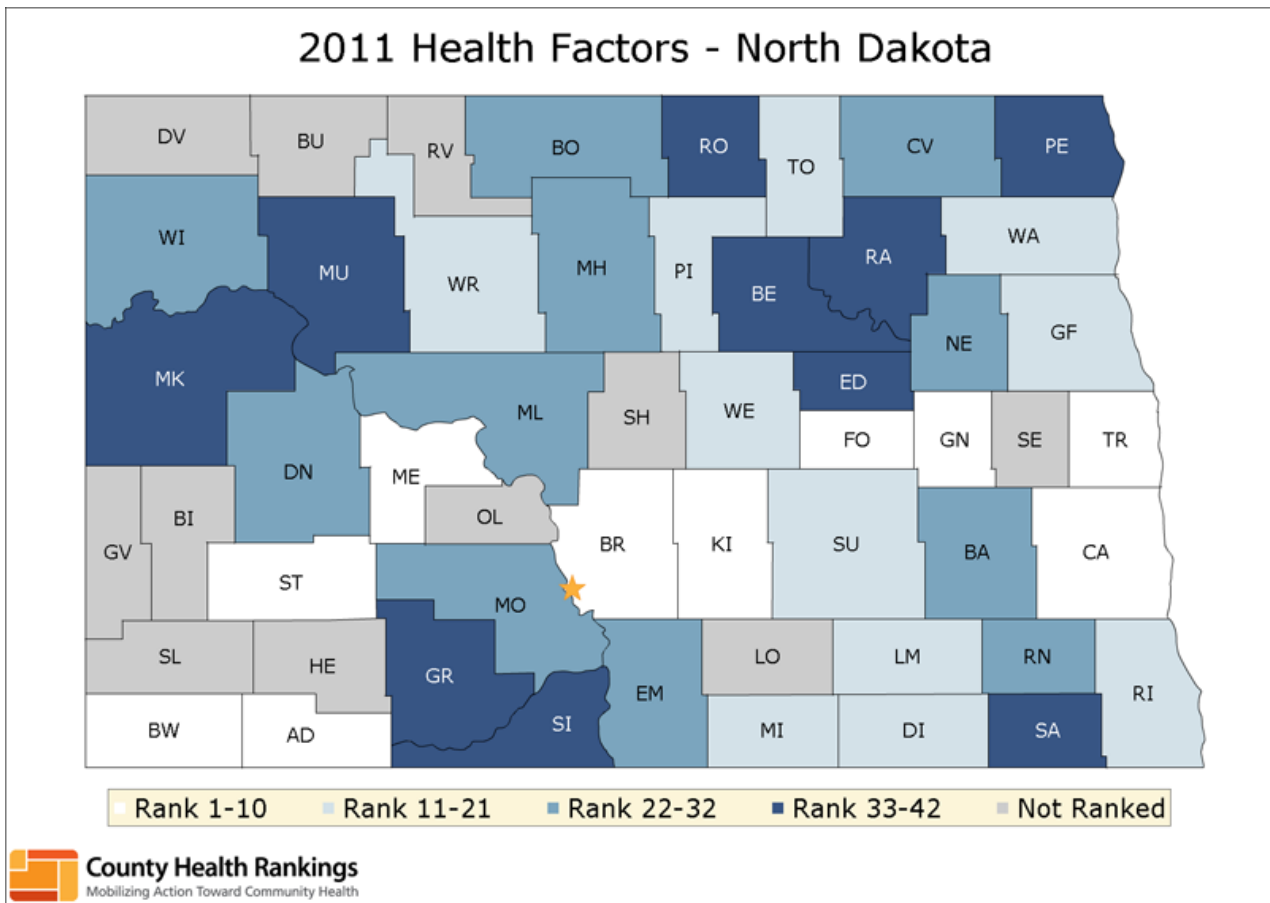 2011 Health Factors - North Dakota
DV
BU
RV
BO
RO
TO
CV
PE
WI
MU
WR
MH
PI
BE
RA
WA
MK
NE
GF
ML
SH
WE
ED
DN
ME
FO
GN
SE
TR
GV
BI
OL
BR
KI
SU
BA
CA
ST
MO
SL
HE
GR
EM
LO
LM
RN
RI
BW
AD
SI
MI
DI
SA
Rank 1-10 Rank 11-21 Rank 22-32 Rank 33-42 Not Ranked
County Health Rankings
Mobilizing Action Toward Community Health